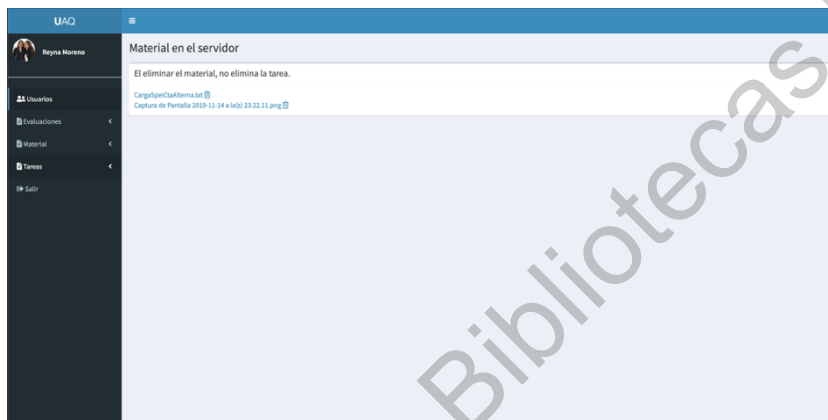 UAQ
Reyna Moreno
Usuarios
Evaluaciones
Material
Tareas
Salir
Material en el servidor
El eliminar el material, no elimina la tarea.
CargaSpeiCtaAlterna.txt
Captura de Pantalla 2019-11-14 a la(s) 23.22.11.png
Bibliotecas